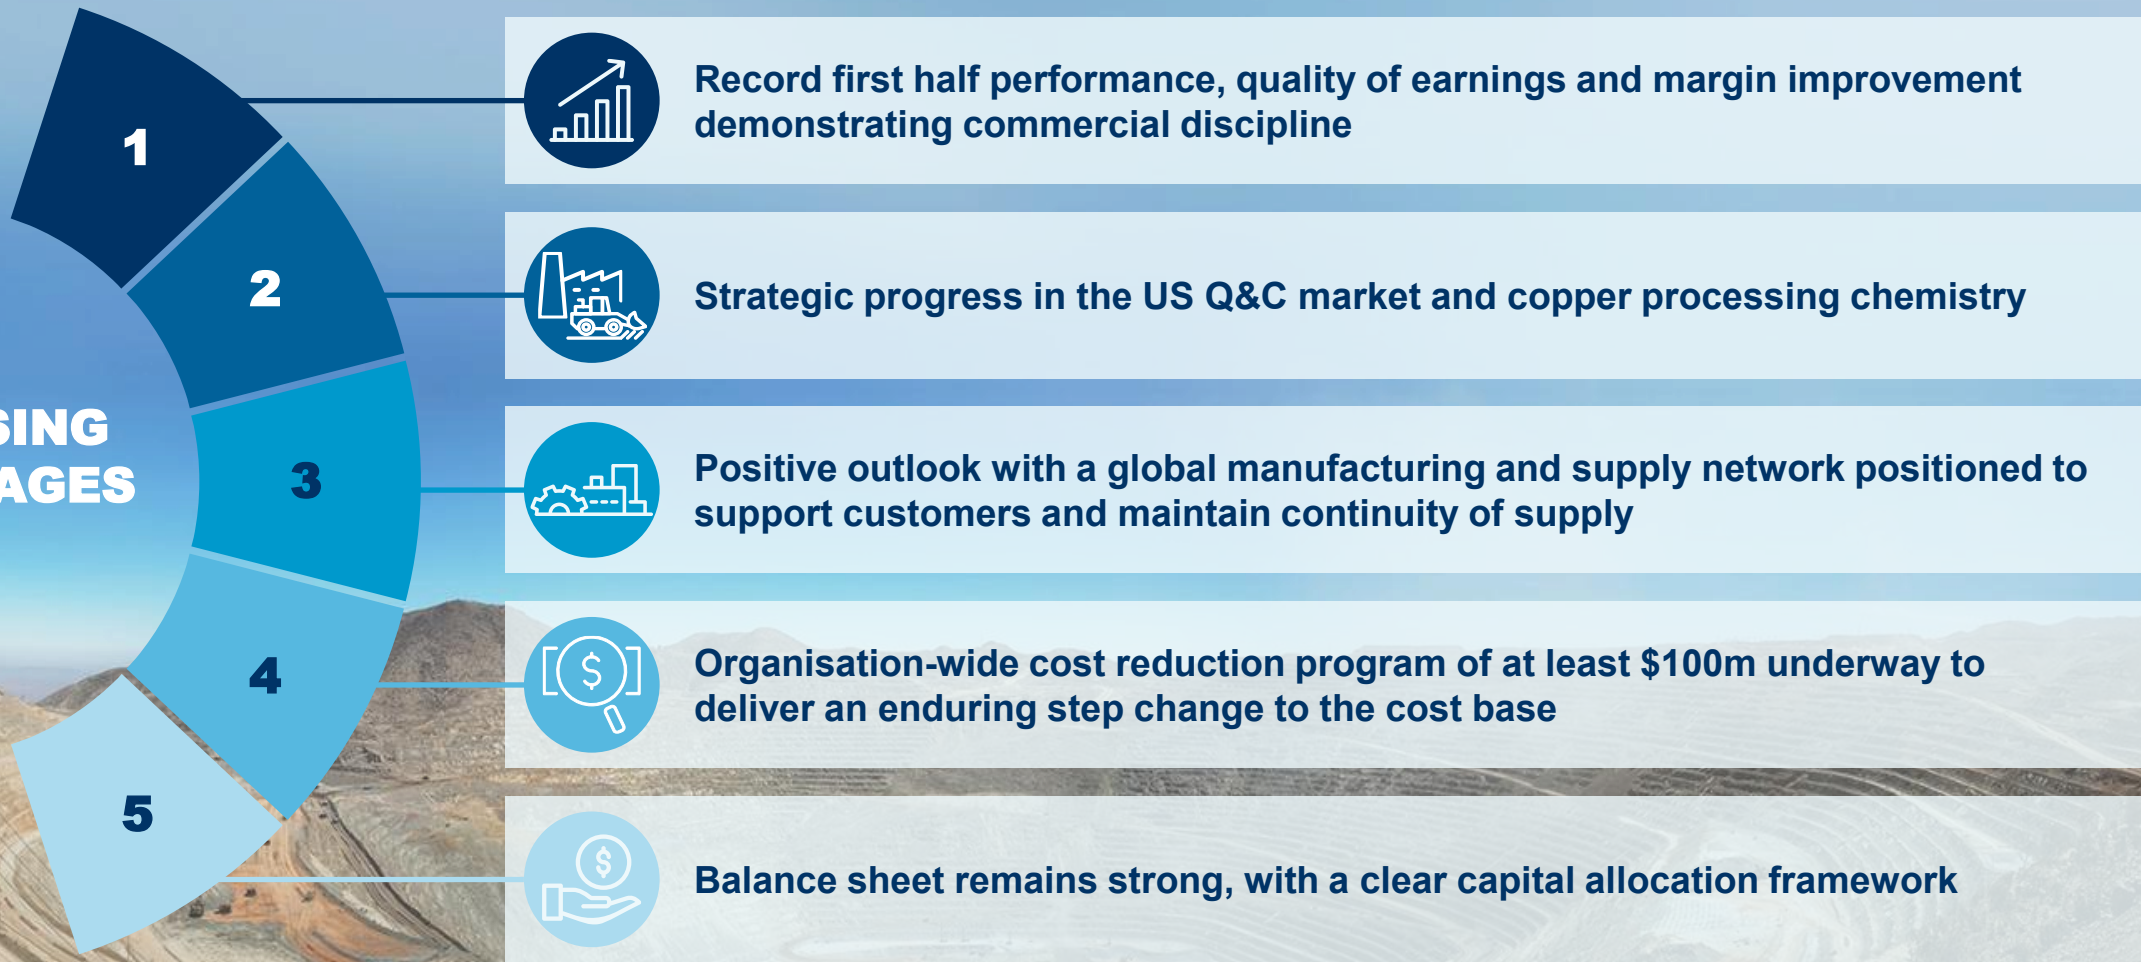 1
Record first half performance, quality of earnings and margin improvement
demonstrating commercial discipline
2
Strategic progress in the US Q&C market and copper processing chemistry
SING
AGES
3
Positive outlook with a global manufacturing and supply network positioned to
support customers and maintain continuity of supply
4
$
Organisation-wide cost reduction program of at least $100m underway to
deliver an enduring step change to the cost base
5
$
Balance sheet remains strong, with a clear capital allocation framework